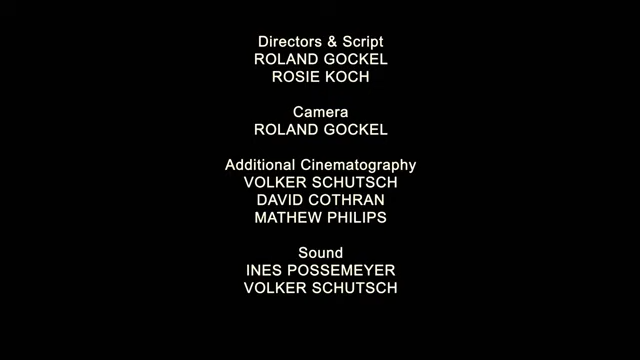 Directors & Script
ROLAND GOCKEL
ROSIE KOCH
Camera
ROLAND GOCKEL
Additional Cinematography
VOLKER SCHUTSCH
DAVID COTHRAN
MATHEW PHILIPS
Sound
INES POSSEMEYER
VOLKER SCHUTSCH